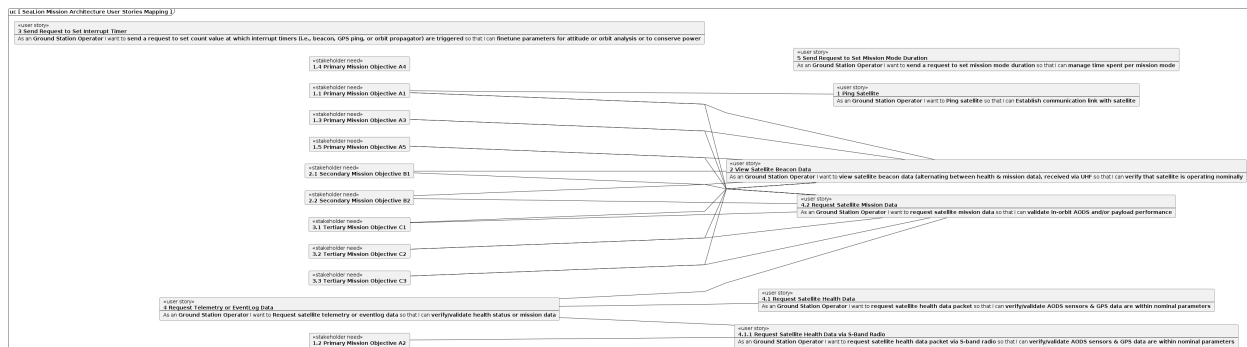 uc [ SeaLion Mission Architecture User Stories Mapping ]
«user story»
3 Send Request to Set Interrupt Timer
As an Ground Station Operator I want to send a request to set count value at which interrupt timers (i.e., beacon, GPS ping, or orbit propagator) are triggered so that I can finetune parameters for attitude or orbit analysis or to conserve power
«user story»
5 Send Request to Set Mission Mode Duration
As an Ground Station Operator I want to send a request to set mission mode duration so that I can manage time spent per mission mode
«stakeholder need»
1.4 Primary Mission Objective A4
«stakeholder need»
1.1 Primary Mission Objective A1
«user story»
1 Ping Satellite
As an Ground Station Operator I want to Ping satellite so that I can Establish communication link with satellite
«stakeholder need»
1.3 Primary Mission Objective A3
«stakeholder need»
1.5 Primary Mission Objective A5
«user story»
2 View Satellite Beacon Data
As an Ground Station Operator I want to view satellite beacon data (alternating between health & mission data), received via UHF so that I can verify that satellite is operating nominally
«stakeholder need»
2.1 Secondary Mission Objective B1
«stakeholder need»
2.2 Secondary Mission Objective B2
«user story»
4.2 Request Satellite Mission Data
As an Ground Station Operator I want to request satellite mission data so that I can validate in-orbit AODS and/or payload performance
«stakeholder need»
3.1 Tertiary Mission Objective C1
«stakeholder need»
3.2 Tertiary Mission Objective C2
«stakeholder need»
3.3 Tertiary Mission Objective C3
«user story»
4 Request Telemetry or EventLog Data
As an Ground Station Operator I want to Request satellite telemetry or eventlog data so that I can verify/validate health status or mission data
«user story»
4.1 Request Satellite Health Data
As an Ground Station Operator I want to request satellite health data packet so that I can verify/validate AODS sensors & GPS data are within nominal parameters
«user story»
4.1.1 Request Satellite Health Data via S-Band Radio
As an Ground Station Operator I want to request satellite health data packet via S-band radio so that I can verify/validate AODS sensors & GPS data are within nominal parameters
«stakeholder need»
1.2 Primary Mission Objective A2